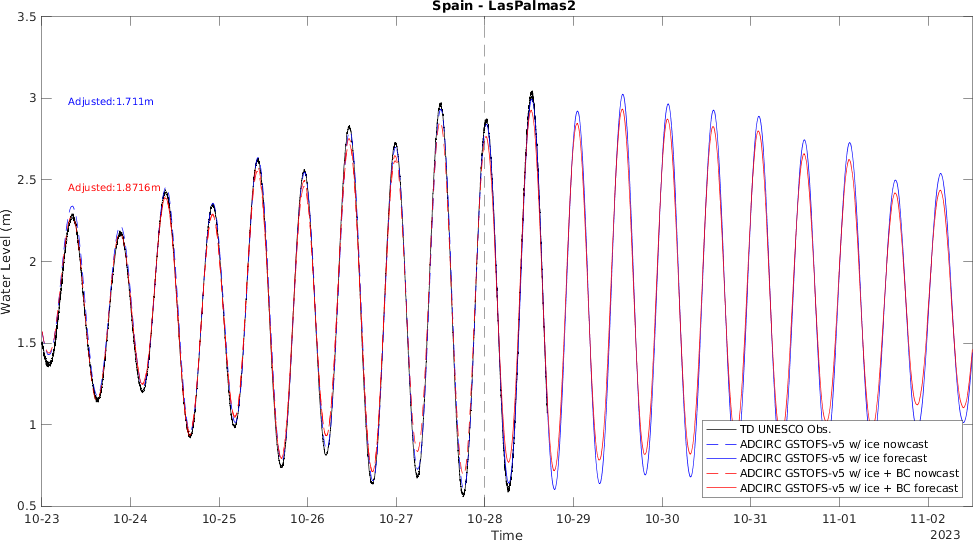 Spain - LasPalmas2
3.5
3
2.5
2
1.5
1
0.5
Water Level (m)
Adjusted:1.711m
Adjusted:1.8716m
TD UNESCO Obs.
ADCIRC GSTOFS-v5 w/ ice nowcast
ADCIRC GSTOFS-v5 w/ ice forecast
ADCIRC GSTOFS-v5 w/ ice + BC nowcast
ADCIRC GSTOFS-v5 w/ ice + BC forecast
10-23 10-24 10-25 10-26 10-27 10-28 10-29 10-30 10-31 11-01 11-02
Time
2023